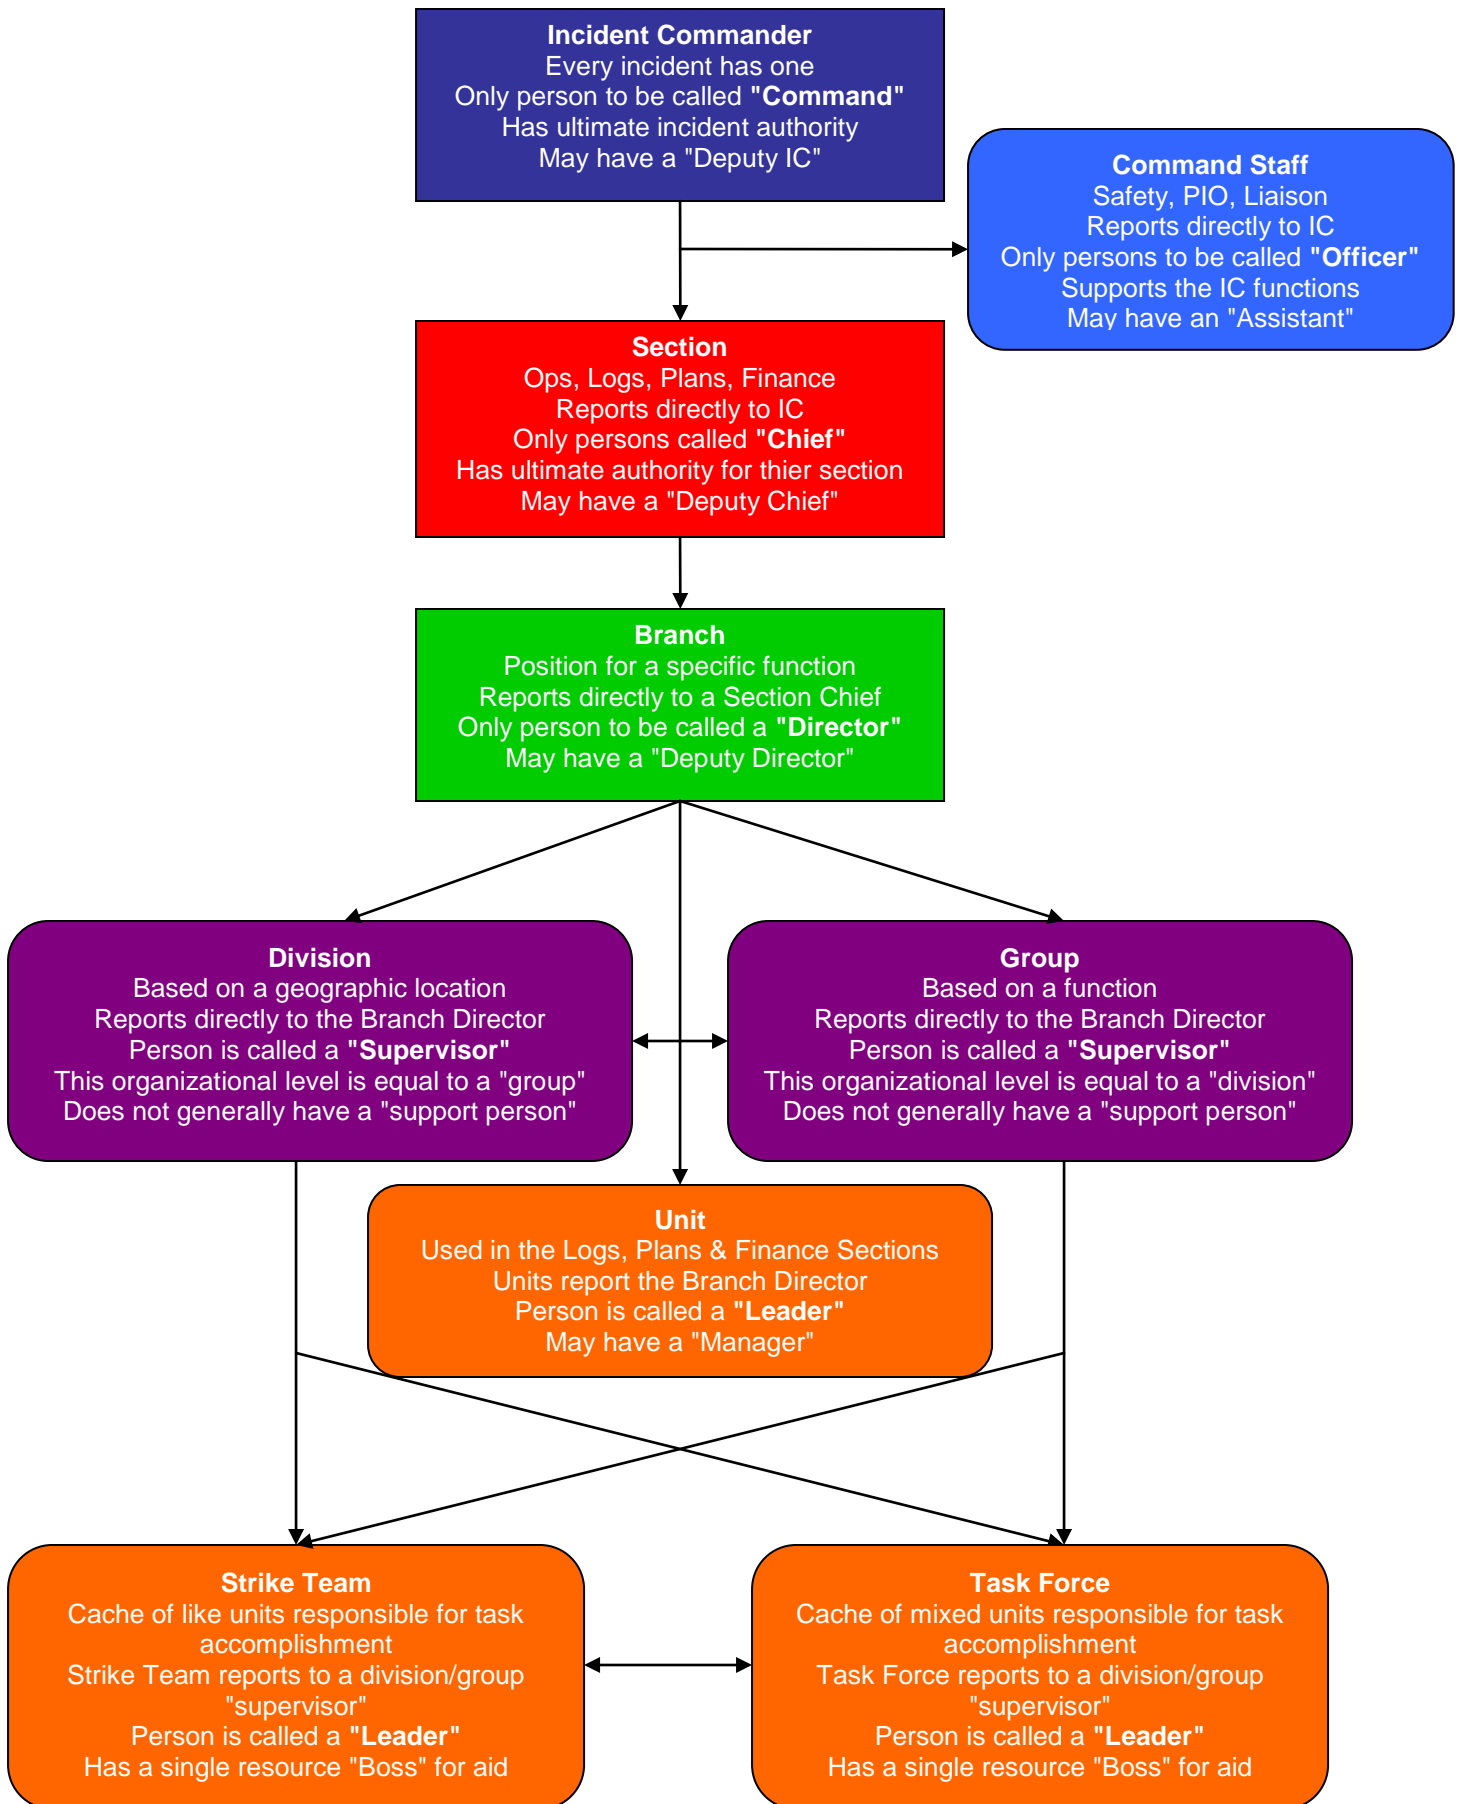 Incident Commander
Every incident has one
Only person to be called "Command"
Has ultimate incident authority
May have a "Deputy IC"
Command Staff
Safety, PIO, Liaison
Reports directly to IC
Only persons to be called "Officer"
Supports the IC functions
May have an "Assistant"
Section
Ops, Logs, Plans, Finance
Reports directly to IC
Only persons called "Chief"
Has ultimate authority for thier section
May have a "Deputy Chief"
Branch
Position for a specific function
Reports directly to a Section Chief
Only person to be called a "Director"
May have a "Deputy Director"
Division
Based on a geographic location
Reports directly to the Branch Director
Person is called a "Supervisor"
This organizational level is equal to a "group"
Does not generally have a "support person"
Group
Based on a function
Reports directly to the Branch Director
Person is called a "Supervisor"
This organizational level is equal to a "division"
Does not generally have a "support person"
Unit
Used in the Logs, Plans & Finance Sections
Units report the Branch Director
Person is called a "Leader"
May have a "Manager"
Strike Team
Cache of like units responsible for task
accomplishment
Strike Team reports to a division/group
"supervisor"
Person is called a "Leader"
Has a single resource "Boss" for aid
Task Force
Cache of mixed units responsible for task
accomplishment
Task Force reports to a division/group
"supervisor"
Person is called a "Leader"
Has a single resource "Boss" for aid